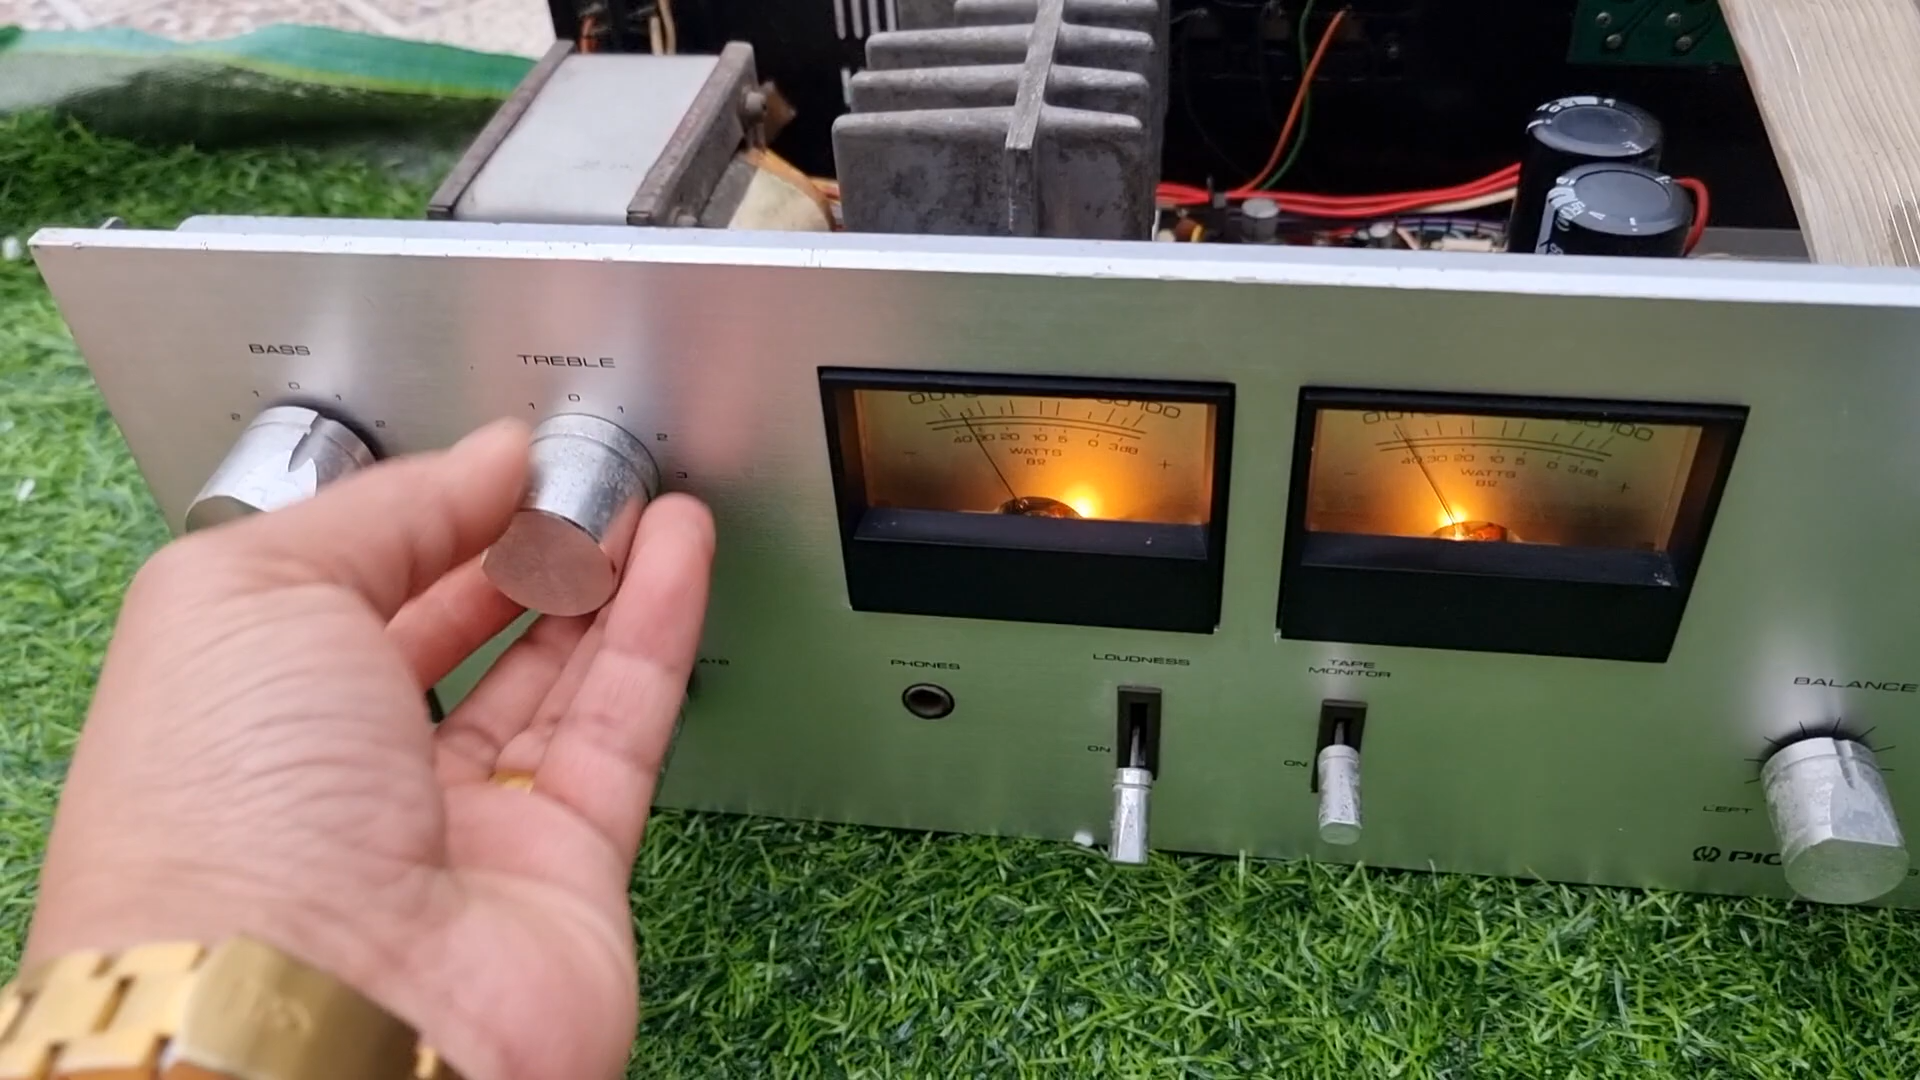 BASS
2 1 0 1 2
TREBLE
1 0 1 2 3
40 30 20 10 5 0 3dB
WATTS
8Ω
- +
40 30 20 10 5 0 3dB
WATTS
8Ω
- +
A+B
PHONES
LOUDNESS
ON
TAPE
MONITOR
ON
BALANCE
LEFT
PIO